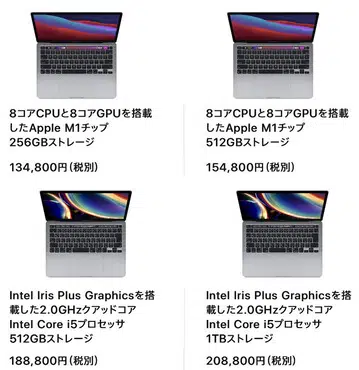 8コアCPUと8コアGPUを搭載
したApple M1チップ
256GBストレージ
134,800円（税別）
8コアCPUと8コアGPUを搭載
したApple M1チップ
512GBストレージ
154,800円（税別）
Intel Iris Plus Graphicsを搭
載した2.0GHzクアッドコア
Intel Core i5プロセッサ
512GBストレージ
188,800円（税別）
Intel Iris Plus Graphicsを搭
載した2.0GHzクアッドコア
Intel Core i5プロセッサ
1TBストレージ
208,800円（税別）